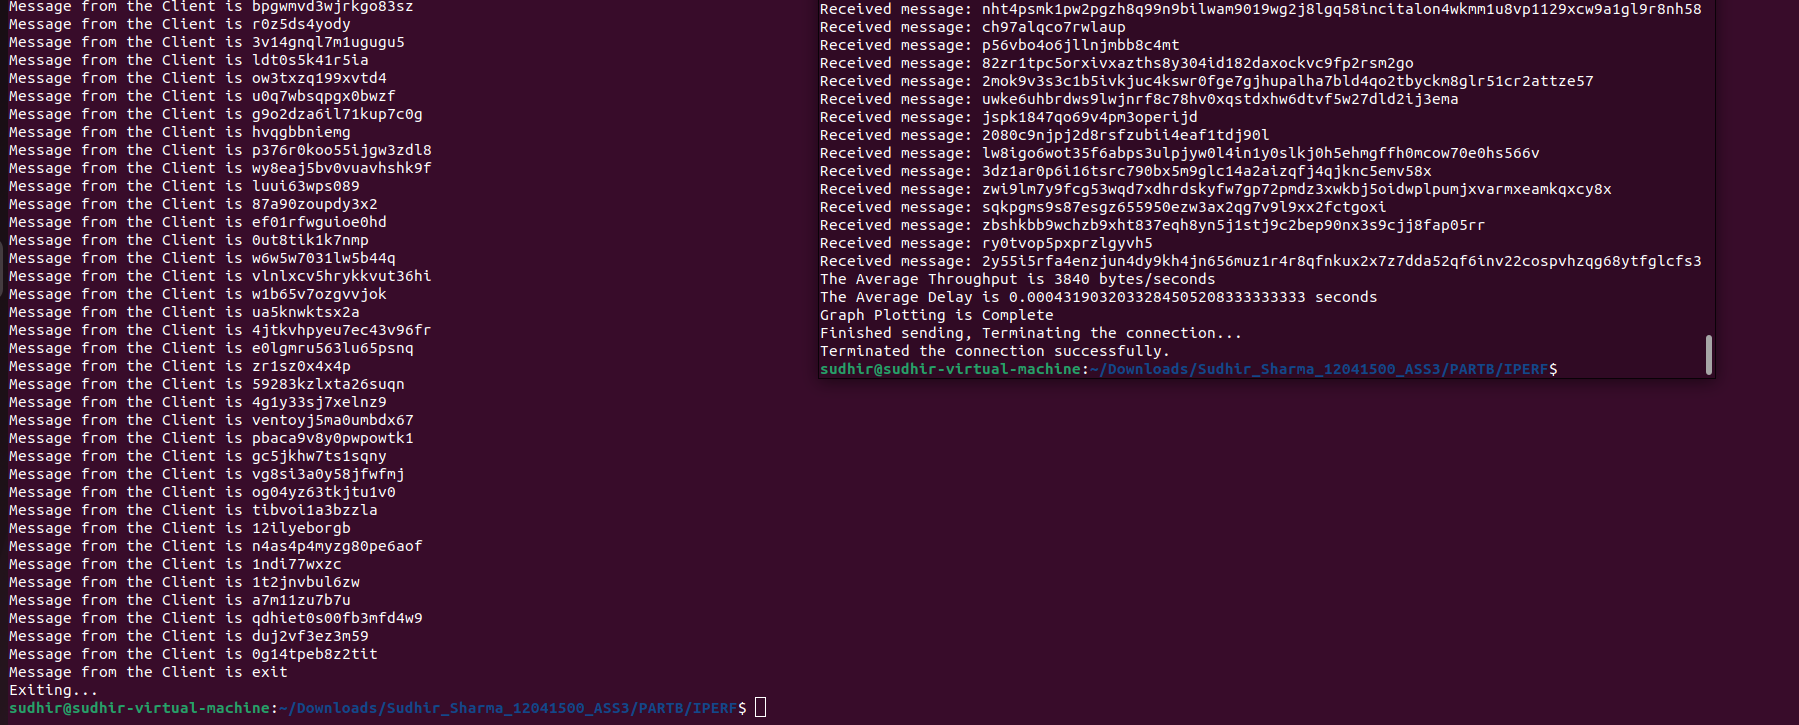 Message from the Client is bpgwmvd3wjrkgo83sz
Message from the Client is r0z5ds4yody
Message from the Client is 3v14gnql7m1ugugu5
Message from the Client is ldt0s5k41r5ia
Message from the Client is ow3txzq199xvtd4
Message from the Client is u0q7wbsqpgx0bwzf
Message from the Client is g9o2dza6il71kup7c0g
Message from the Client is hvqgbbniemg
Message from the Client is p376r0koo55ijgw3zdl8
Message from the Client is wy8eaj5bv0vuavhshk9f
Message from the Client is luui63wps089
Message from the Client is 87a90zoupdy3x2
Message from the Client is ef01rfwguioe0hd
Message from the Client is 0ut8tik1k7nmp
Message from the Client is w6w5w7031lw5b44q
Message from the Client is vlnlxcv5hrykkvut36hi
Message from the Client is w1b65v7ozgvvjok
Message from the Client is ua5knwktsx2a
Message from the Client is 4jtkvhpyeu7ec43v96fr
Message from the Client is e0lgmru563lu65psnq
Message from the Client is zr1sz0x4x4p
Message from the Client is 59283kzlxta26suqn
Message from the Client is 4g1y33sj7xelnz9
Message from the Client is ventoyj5ma0umbdx67
Message from the Client is pbaca9v8y0pwpowtk1
Message from the Client is gc5jkhw7ts1sqny
Message from the Client is vg8si3a0y58jfwfmj
Message from the Client is og04yz63tkjtu1v0
Message from the Client is tibvoi1a3bzzla
Message from the Client is 12ilyeborgb
Message from the Client is n4as4p4myzg80pe6aof
Message from the Client is 1ndi77wxzc
Message from the Client is 1t2jnvbul6zw
Message from the Client is a7m11zu7b7u
Message from the Client is qdhiet0s00fb3mfd4w9
Message from the Client is duj2vf3ez3m59
Message from the Client is 0g14tpeb8z2tit
Message from the Client is exit
Exiting...
sudhir@sudhir-virtual-machine:~/Downloads/Sudhir_Sharma_12041500_ASS3/PARTB/IPERF$
Received message: nht4psmk1pw2pgzh8q99n9bilwam9019wg2j8lgq58incitalon4wkmm1u8vp1129xcw9a1gl9r8nh58
Received message: ch97alqco7rwlaup
Received message: p56vbo4o6jllnjmbb8c4mt
Received message: 82zr1tpc5orxivxazths8y304id182daxockvc9fp2rsm2go
Received message: 2mok9v3s3c1b5ivkjuc4kswr0fge7gjhupalha7bld4qo2tbyckm8glr51cr2attze57
Received message: uwke6uhbrdws9lwjnrf8c78hv0xqstdxhw6dtvf5w27dld2ij3ema
Received message: jspk1847qo69v4pm3operijd
Received message: 2080c9njpj2d8rsfzubii4eaf1tdj90l
Received message: lw8igo6wot35f6abps3ulpjyw0l4in1y0slkj0h5ehmgffh0mcow70e0hs566v
Received message: 3dz1ar0p6i16tsrc790bx5m9glc14a2aizqfj4qjknc5emv58x
Received message: zwi9lm7y9fcg53wqd7xdhrdskyfw7gp72pmdz3xwkbj5oidwplpumjxvarmxeamkqxcy8x
Received message: sqkpgms9s87esgz655950ezw3ax2qg7v9l9xx2fctgoxi
Received message: zbshkbb9wchzb9xht837eqh8yn5j1stj9c2bep90nx3s9cjj8fap05rr
Received message: ry0tvop5pxprzlgyvh5
Received message: 2y55i5rfa4enzjun4dy9kh4jn656muz1r4r8qfnkux2x7z7dda52qf6inv22cospvhzqg68ytfglcfs3
The Average Throughput is 3840 bytes/seconds
The Average Delay is 0.0004319032033284505208333333333 seconds
Graph Plotting is Complete
Finished sending, Terminating the connection...
Terminated the connection successfully.
sudhir@sudhir-virtual-machine:~/Downloads/Sudhir_Sharma_12041500_ASS3/PARTB/IPERF$